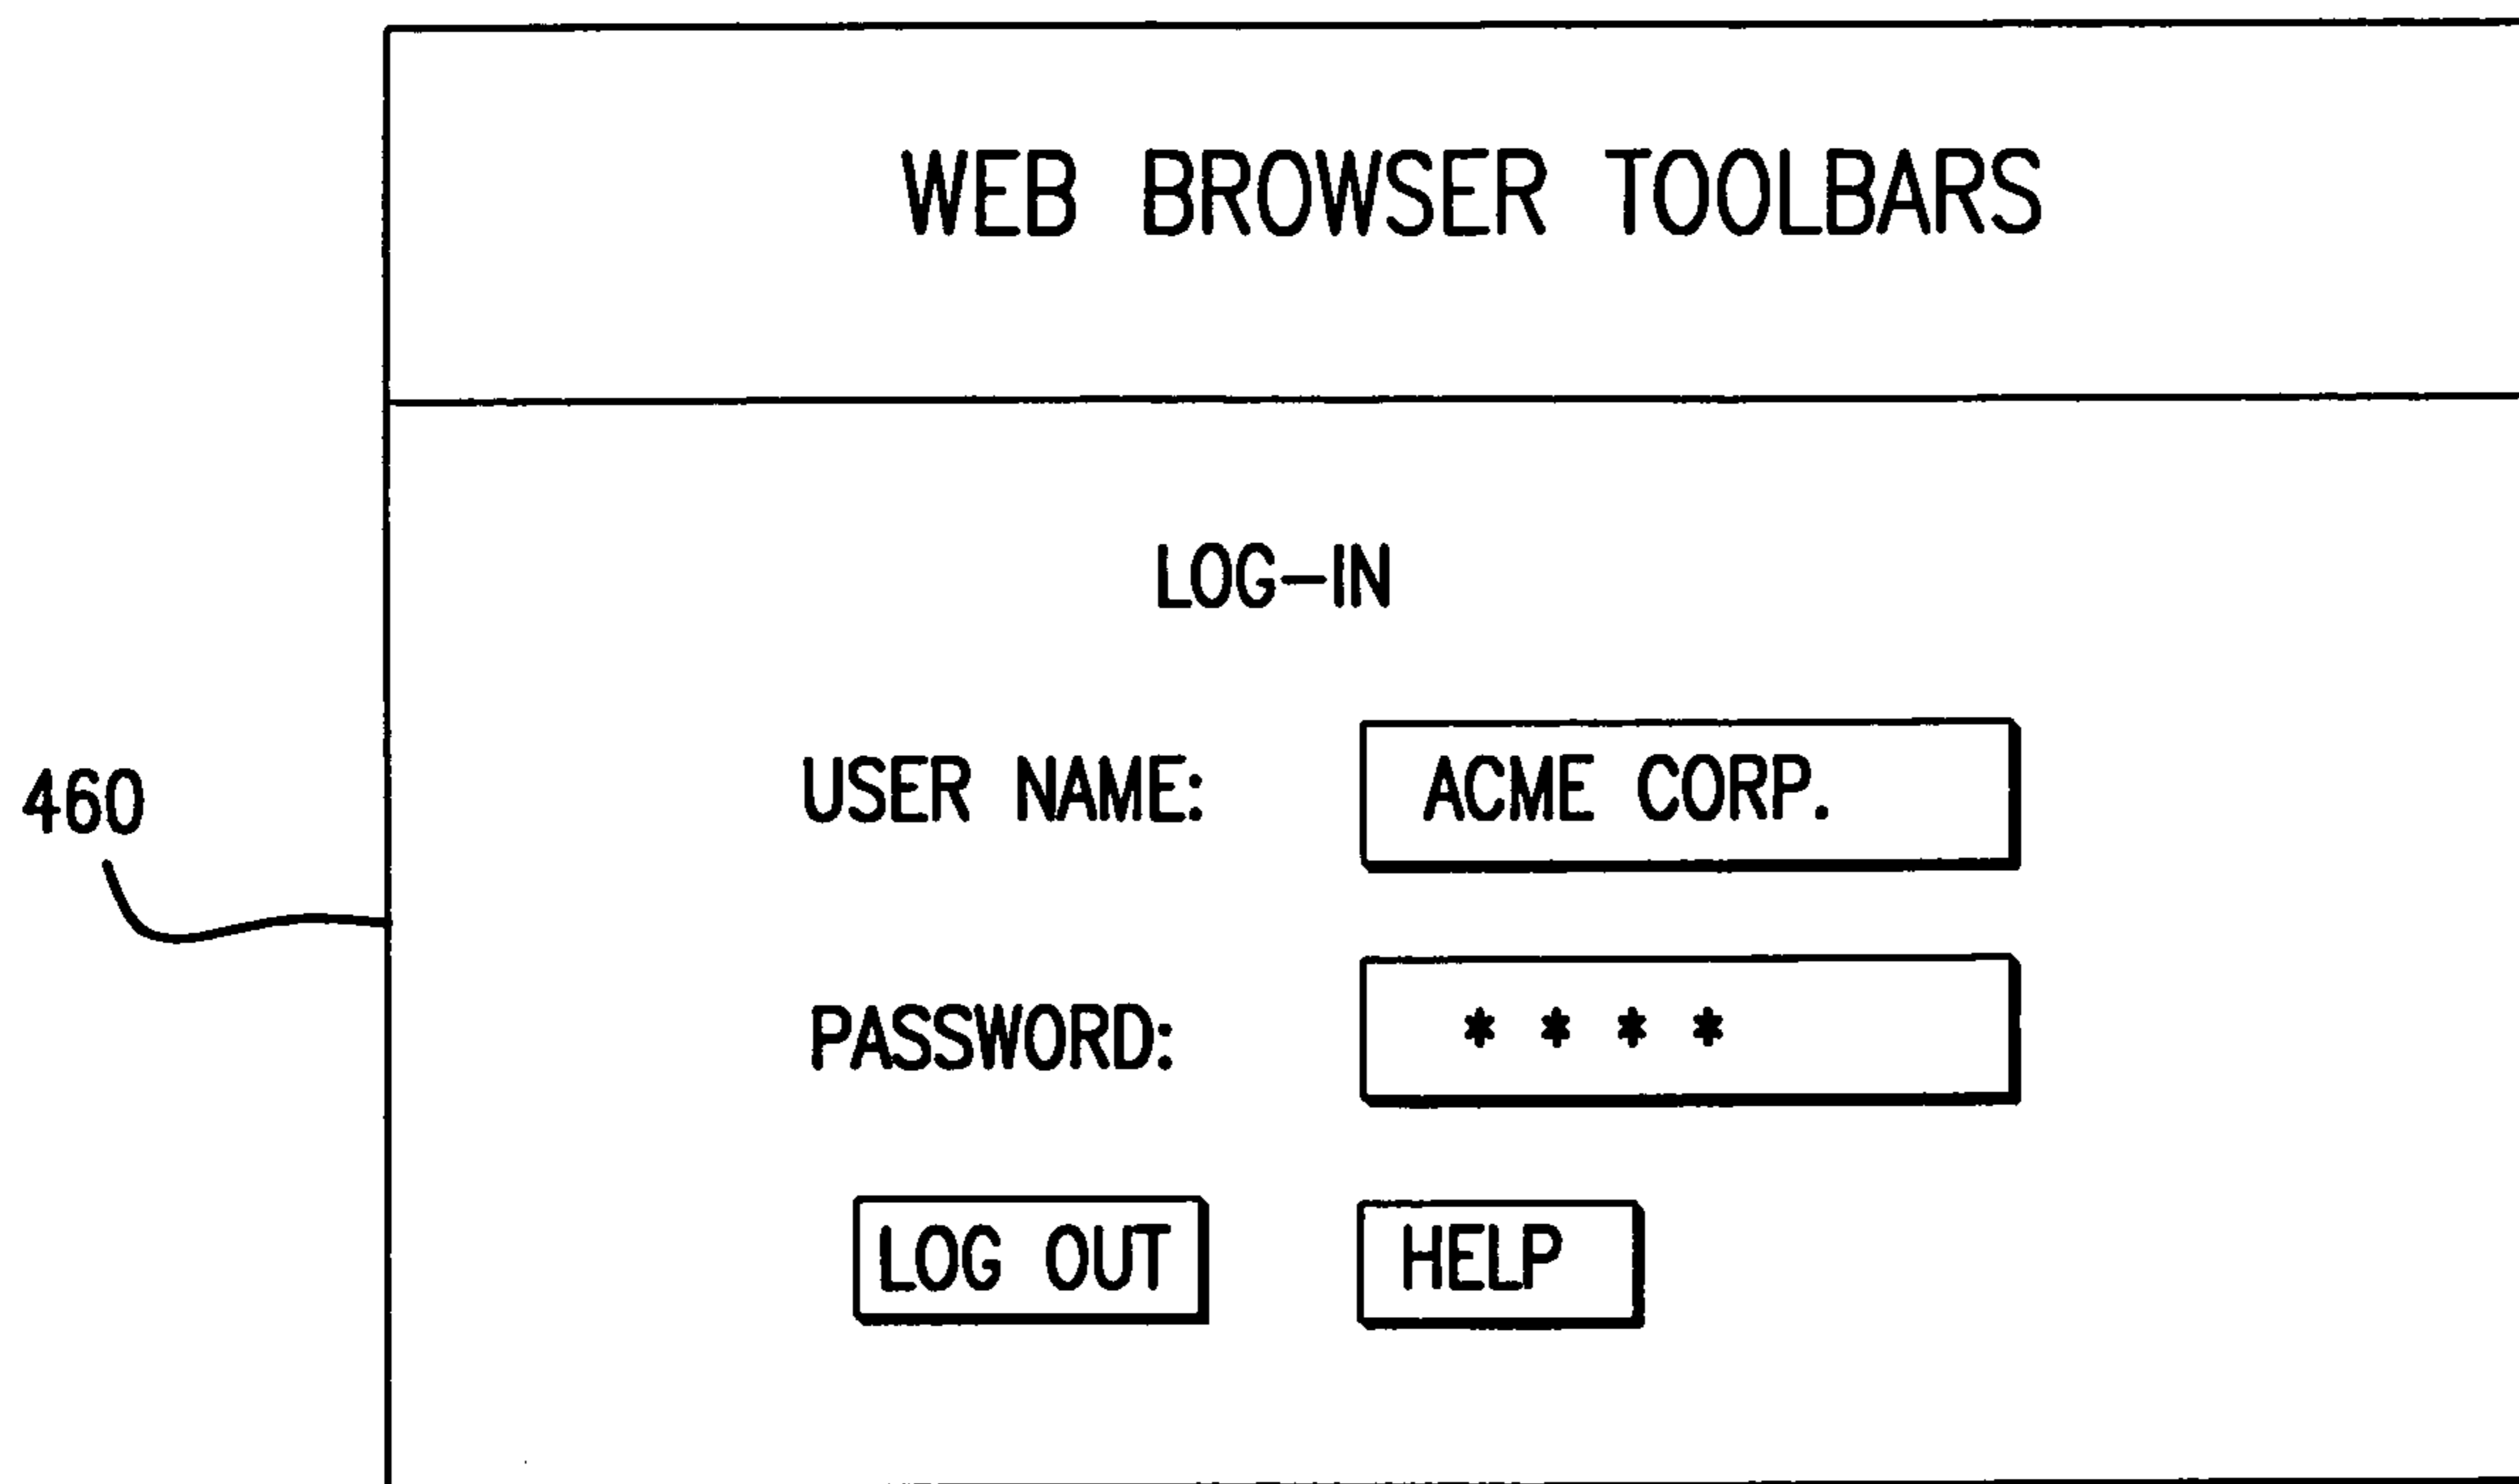 WEB BROWSER TOOLBARS
LOG-IN
USER NAME: ACME CORP.
460
PASSWORD: * * * *
LOG OUT HELP